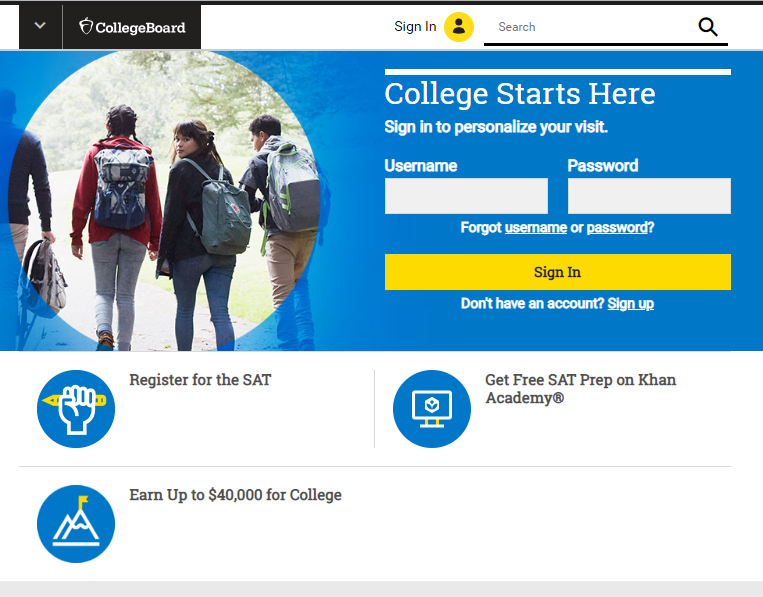 CollegeBoard
Sign In
Search
College Starts Here
Sign in to personalize your visit.
Username
Password
Forgot username or password?
Sign In
Don't have an account? Sign up
Register for the SAT
Get Free SAT Prep on Khan
Academy®
Earn Up to $40,000 for College